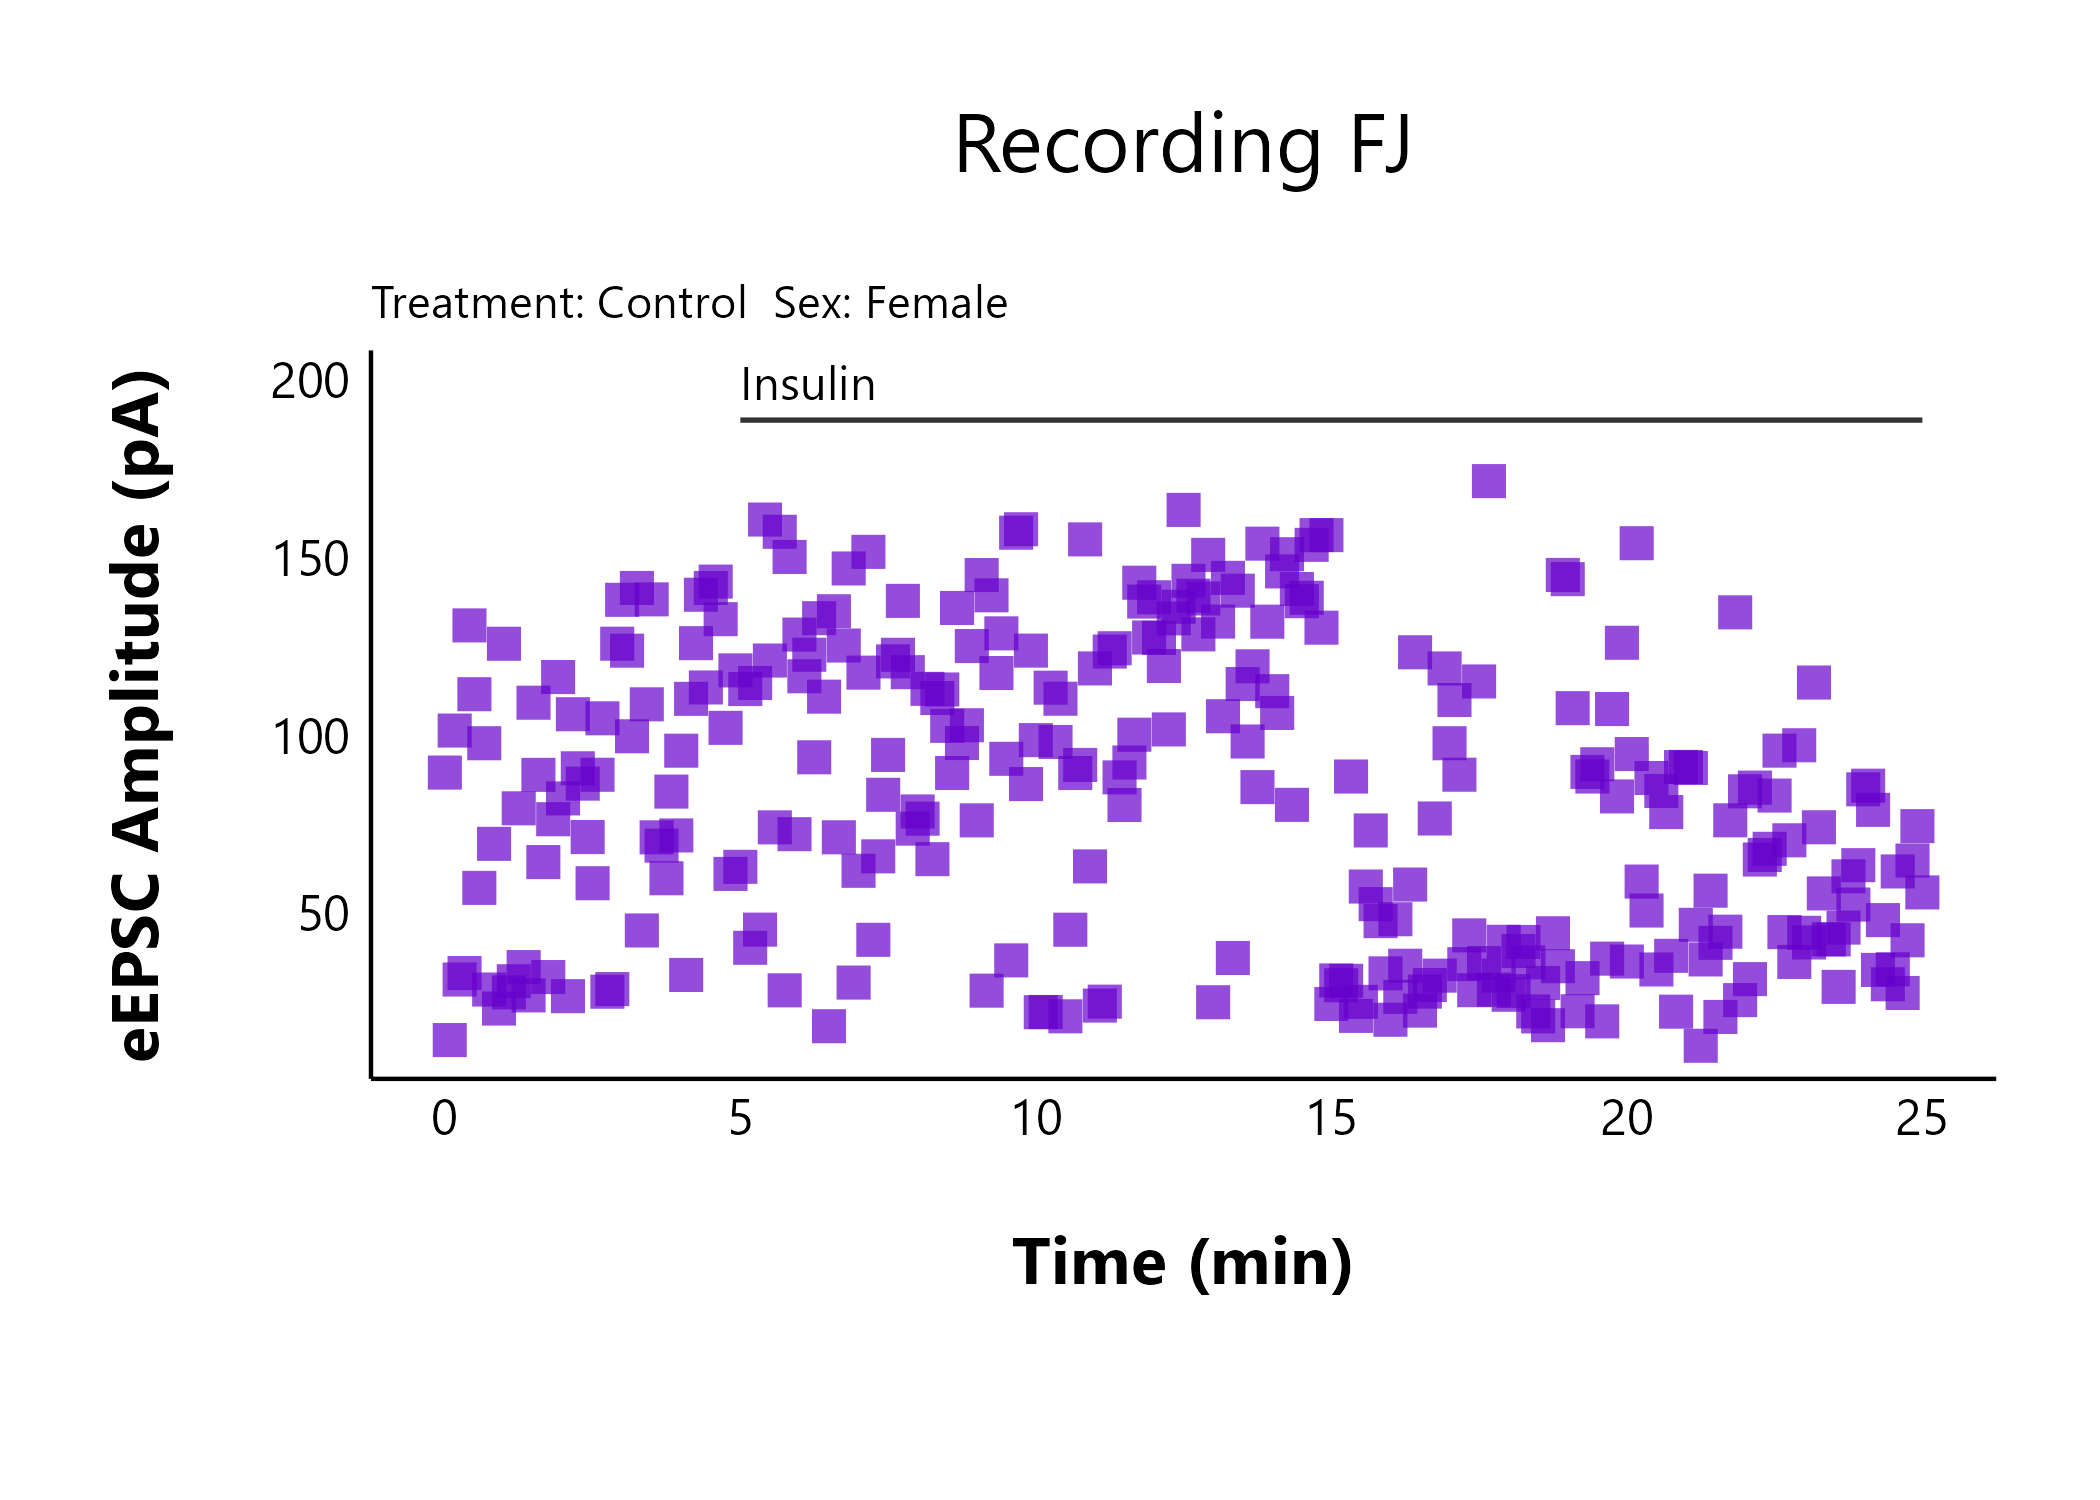 Recording FJ
Treatment: Control  Sex: Female
Insulin
eEPSC Amplitude (pA)
200
150
100
50
0 5 10 15 20 25
Time (min)